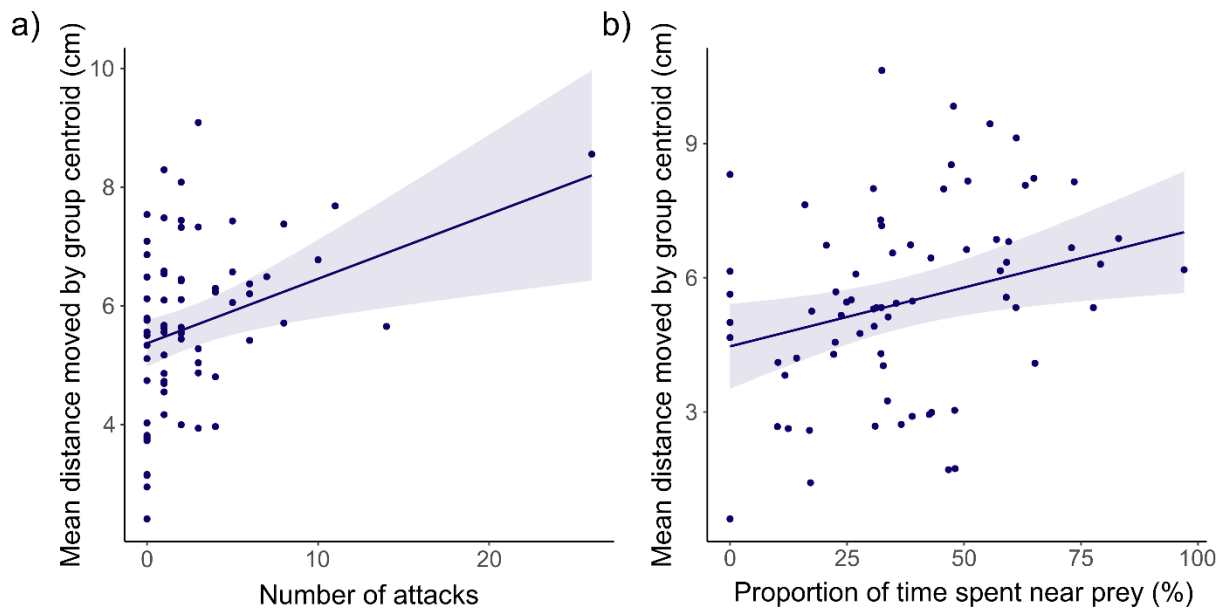 a)
Mean distance moved by group centroid (cm)
10
8
6
4
0
10
20
Number of attacks
b)
Mean distance moved by group centroid (cm)
9
6
3
0
25
50
75
100
Proportion of time spent near prey (%)